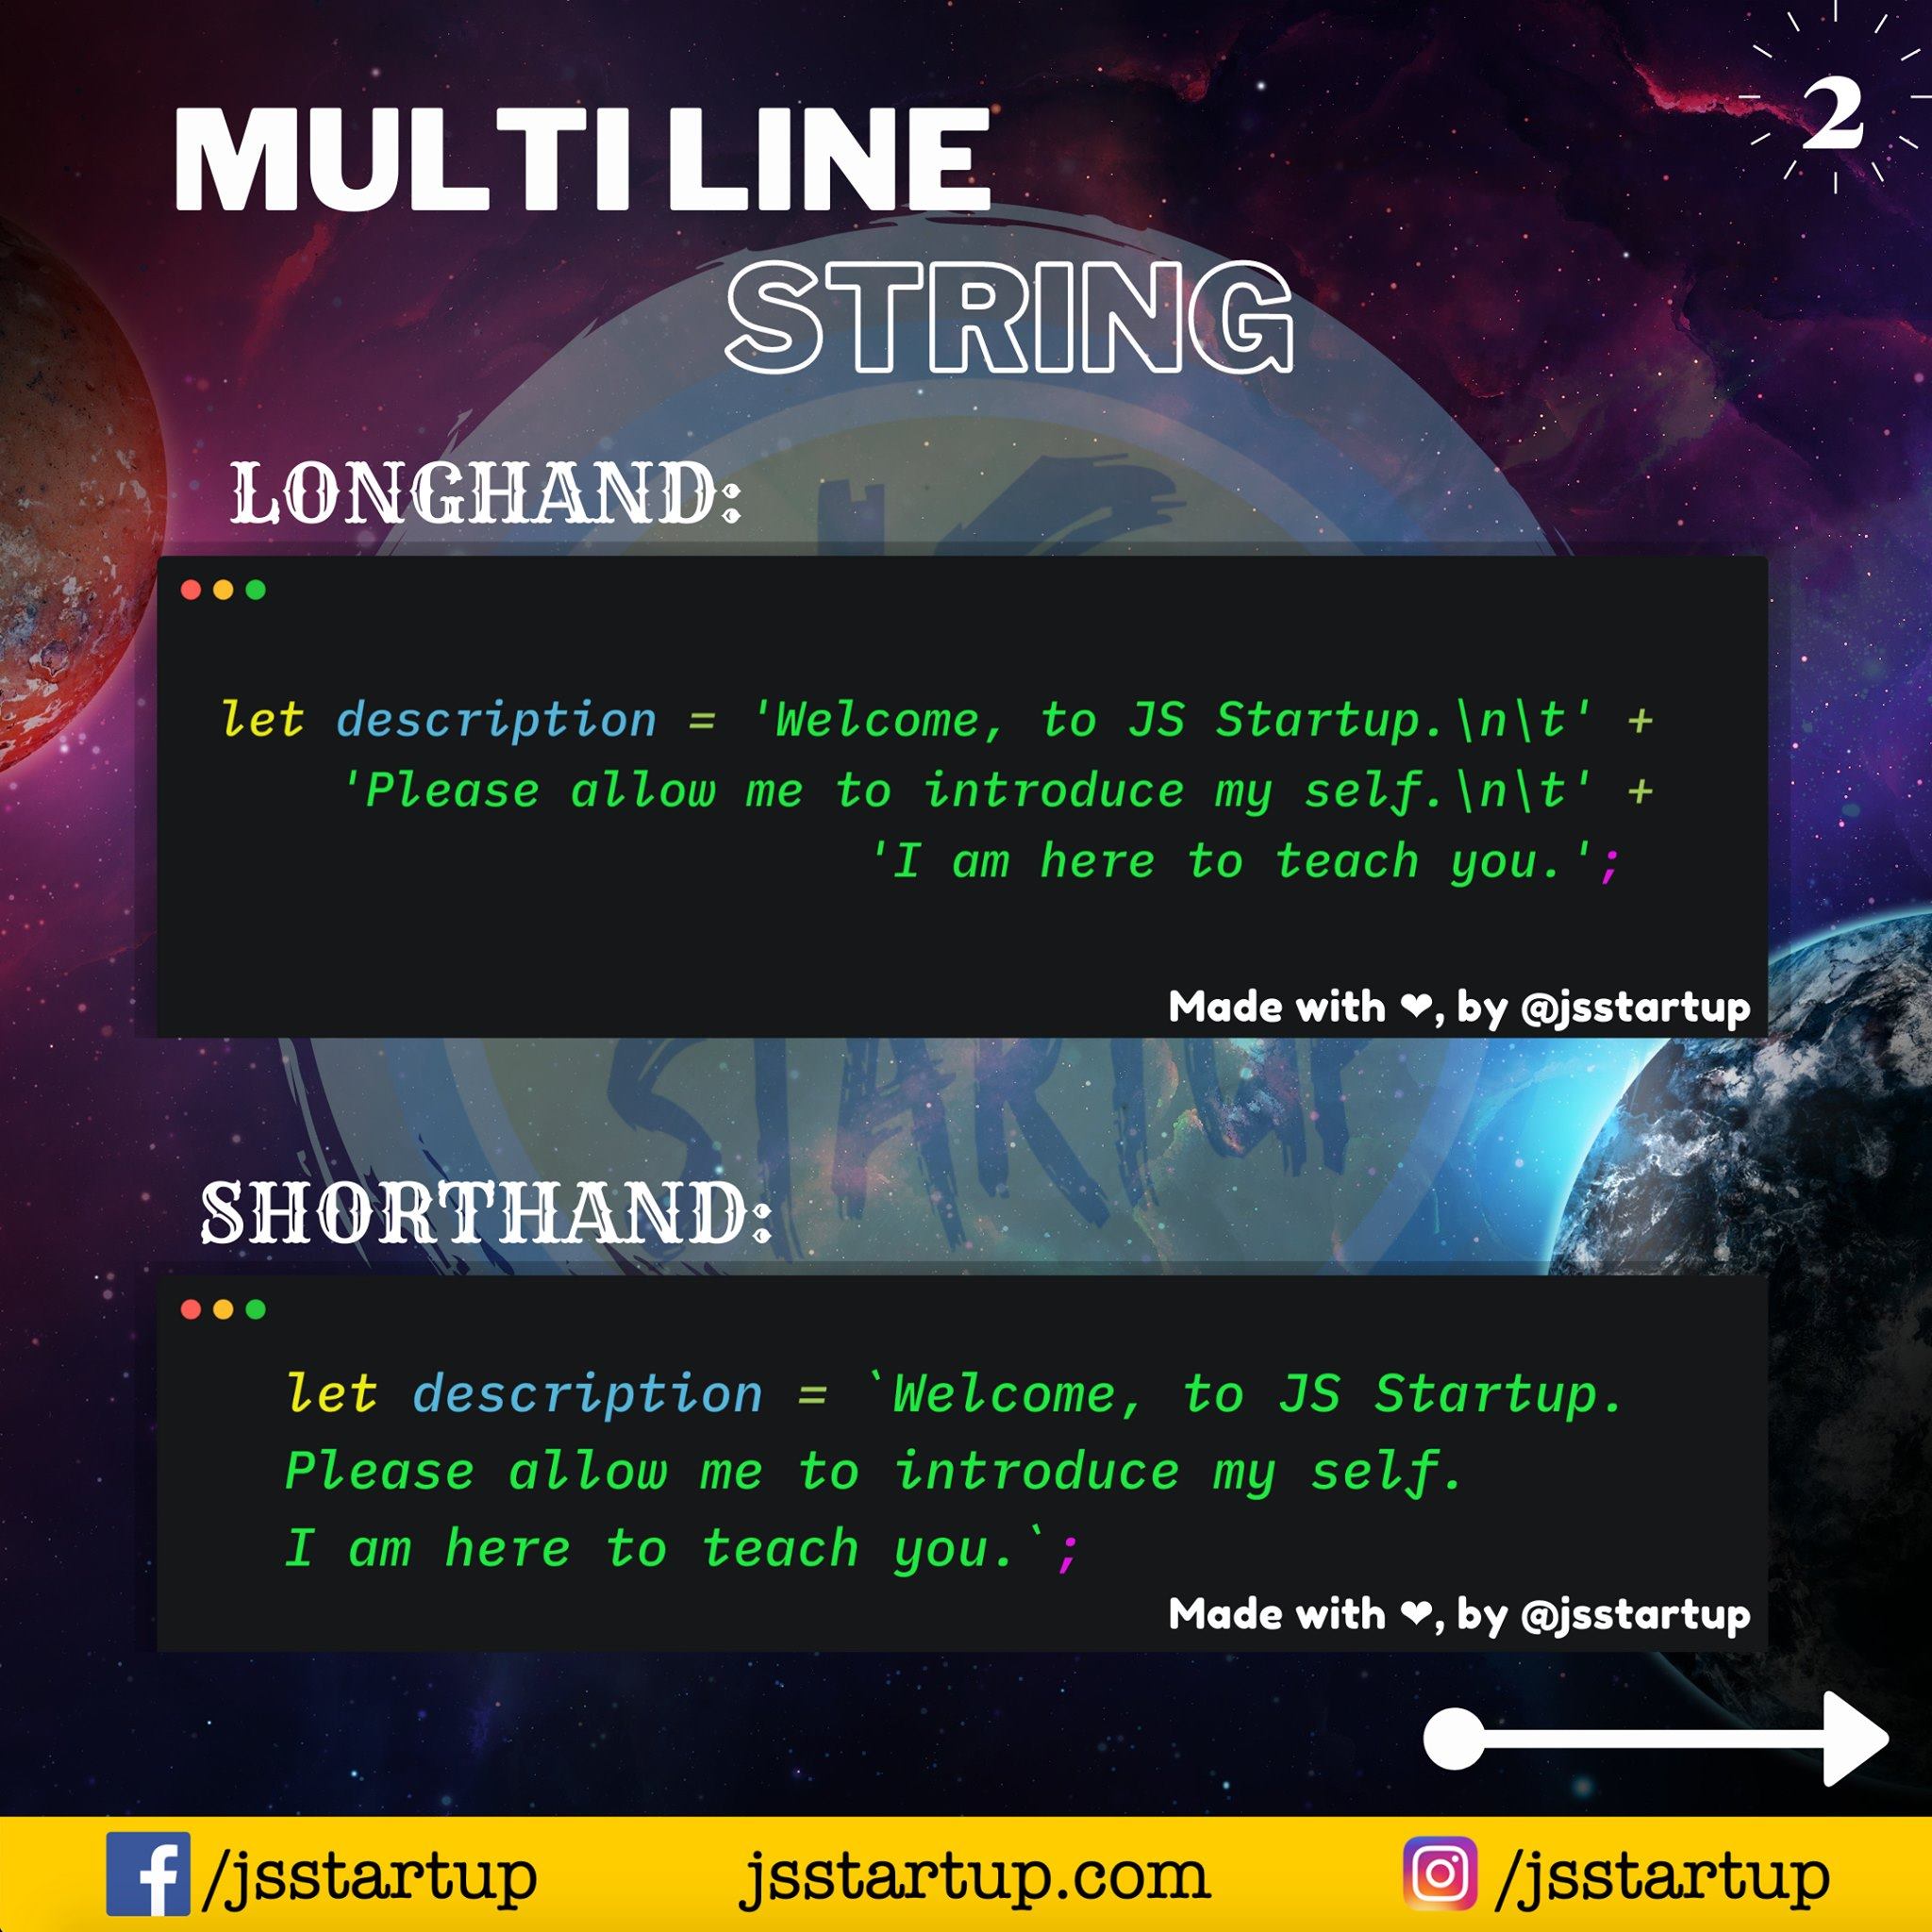 MULTI LINE
2
STRING
LONGHAND:
let description = 'Welcome, to JS Startup.\n\t' +
'Please allow me to introduce my self.\n\t' +
'I am here to teach you.';
Made with ❤, by @jsstartup
STARTUP
SHORTHAND:
let description = `Welcome, to JS Startup.
Please allow me to introduce my self.
I am here to teach you.`;
Made with ❤, by @jsstartup
/jsstartup
jsstartup.com
/jsstartup